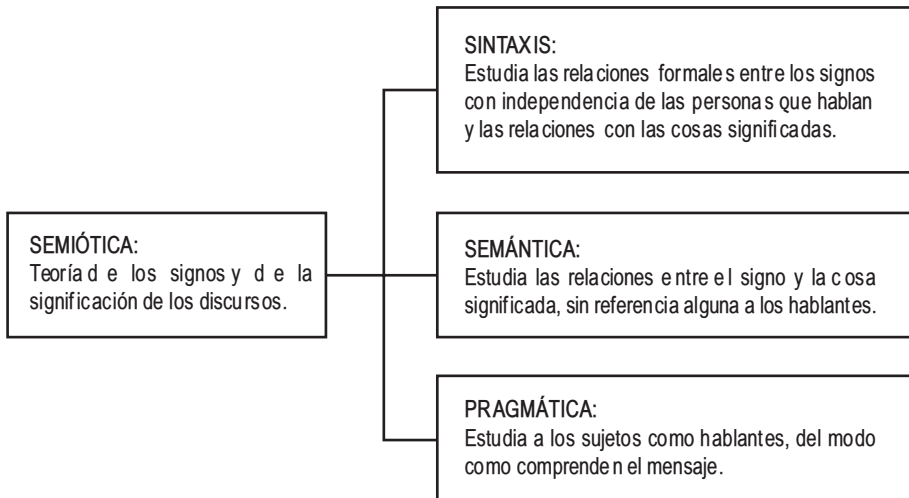 SINTAXIS:
Estudia las relaciones formales entre los signos
con independencia de las personas que hablan
y las relaciones con las cosas significadas.
SEMIÓTICA:
Teoría de los signos y de la
significación de los discursos.
SEMÁNTICA:
Estudia las relaciones entre el signo y la cosa
significada, sin referencia alguna a los hablantes.
PRAGMÁTICA:
Estudia a los sujetos como hablantes, del modo
como comprenden el mensaje.